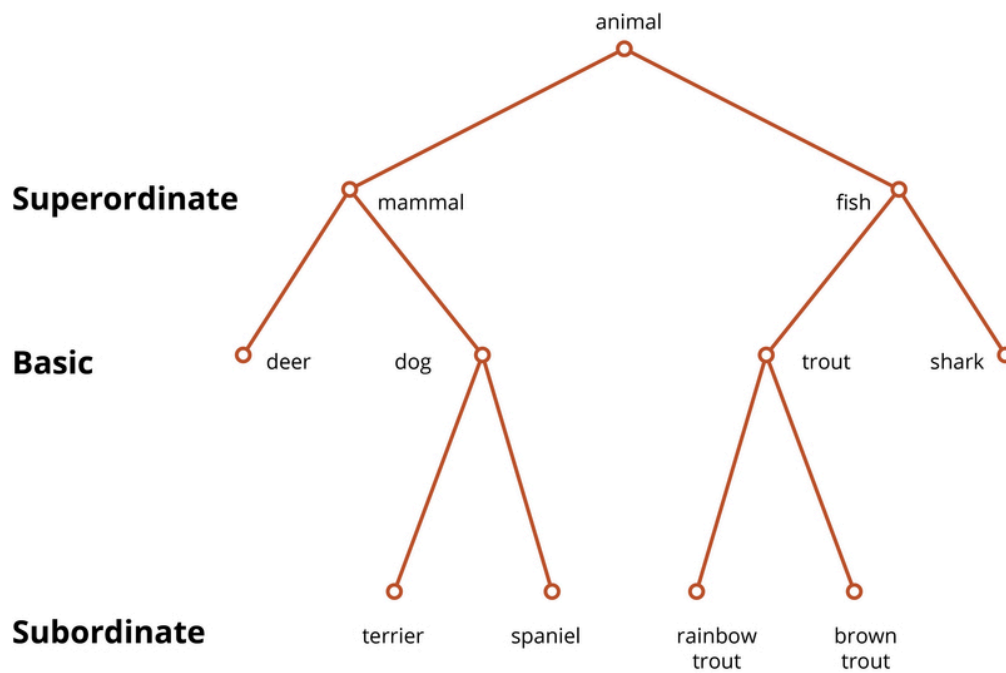 animal
Superordinate
mammal
fish
Basic
deer
dog
trout
shark
Subordinate
terrier
spaniel
rainbow
trout
brown
trout